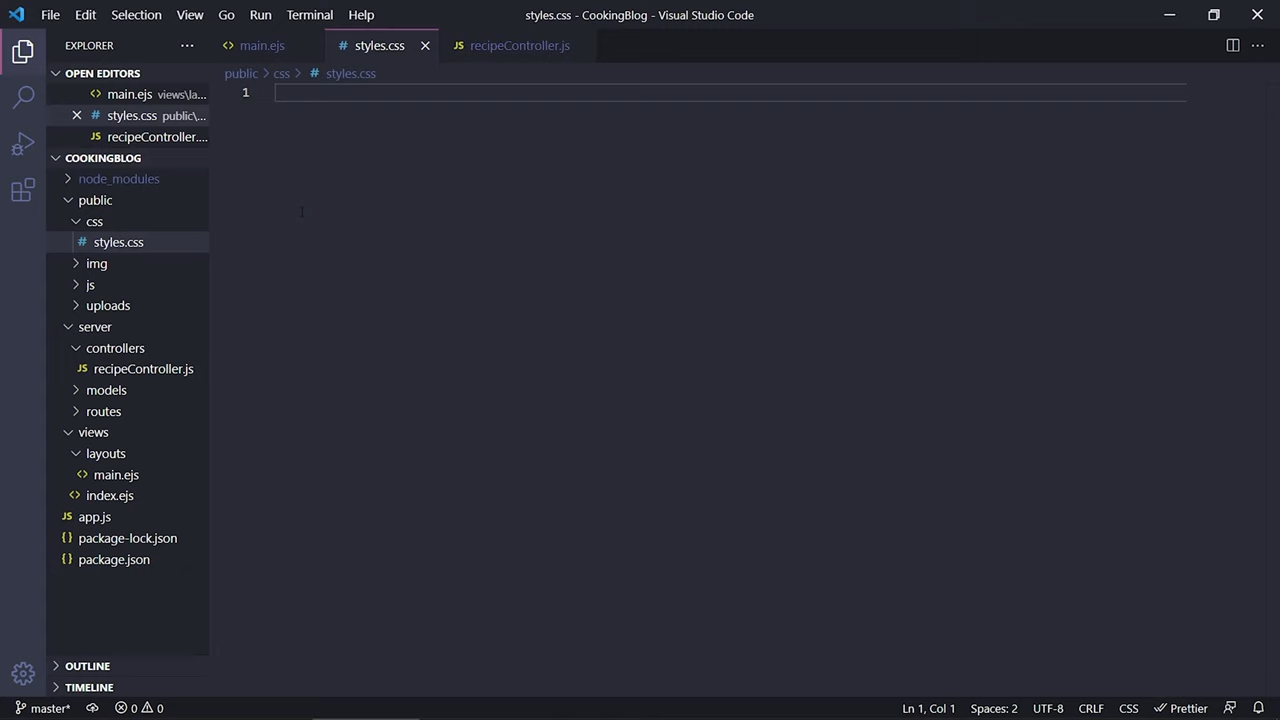 File Edit Selection View Go Run Terminal Help styles.css - CookingBlog - Visual Studio Code
EXPLORER main.ejs styles.css recipeController.js
OPEN EDITORS public css styles.css
main.ejs views\la... 1
styles.css public\...
recipeController....
COOKINGBLOG
node_modules
public
css
styles.css
img
js
uploads
server
controllers
recipeController.js
models
routes
views
layouts
main.ejs
index.ejs
app.js
package-lock.json
package.json
OUTLINE
TIMELINE
master* 0 0 Ln 1, Col 1 Spaces: 2 UTF-8 CRLF CSS Prettier